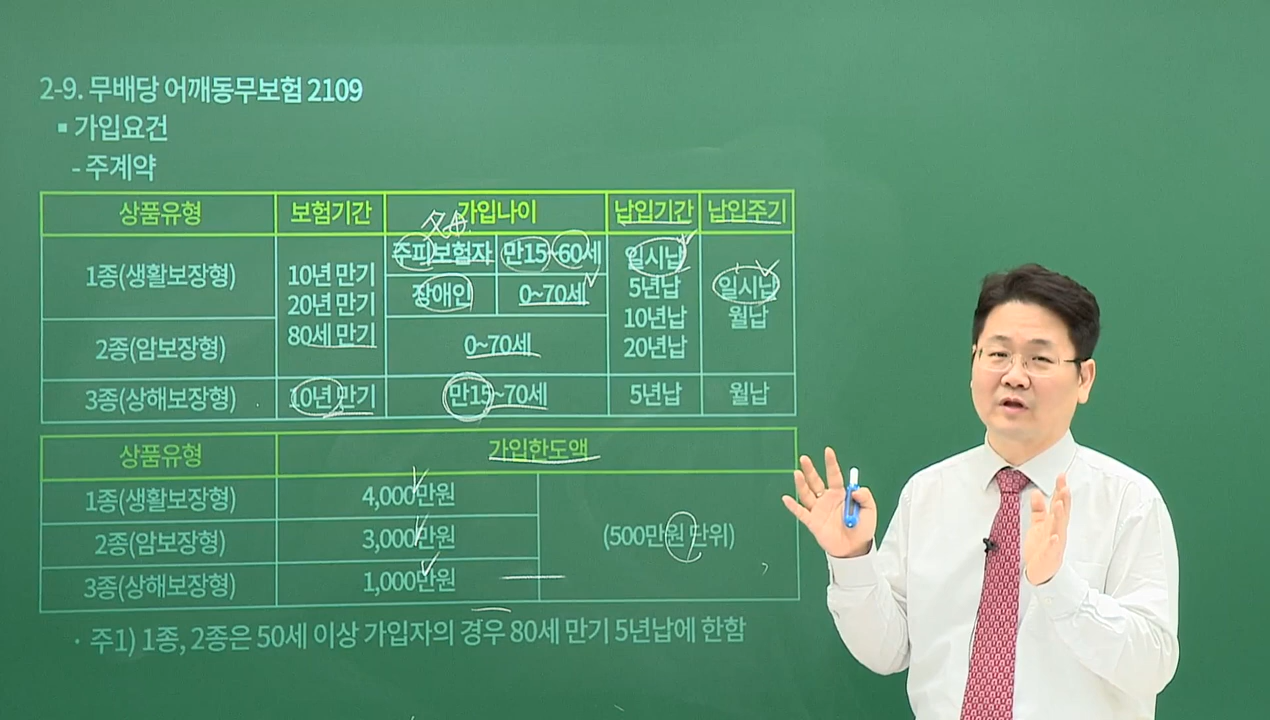 2-9. 무배당 어깨동무보험 2109
▪ 가입요건
- 주계약
상품유형 보험기간 가입나이 납입기간 납입주기
1종(생활보장형) 10년 만기 20년 만기 80세 만기 주피보험자 만15~60세 일시납 5년납 10년납 20년납 일시납 월납
장애인 0~70세
2종(암보장형) 0~70세
3종(상해보장형) 10년 만기 만15~70세 5년납 월납
상품유형 가입한도액
1종(생활보장형) 4,000만원 (500만원 단위)
2종(암보장형) 3,000만원
3종(상해보장형) 1,000만원
· 주1) 1종, 2종은 50세 이상 가입자의 경우 80세 만기 5년납에 한함